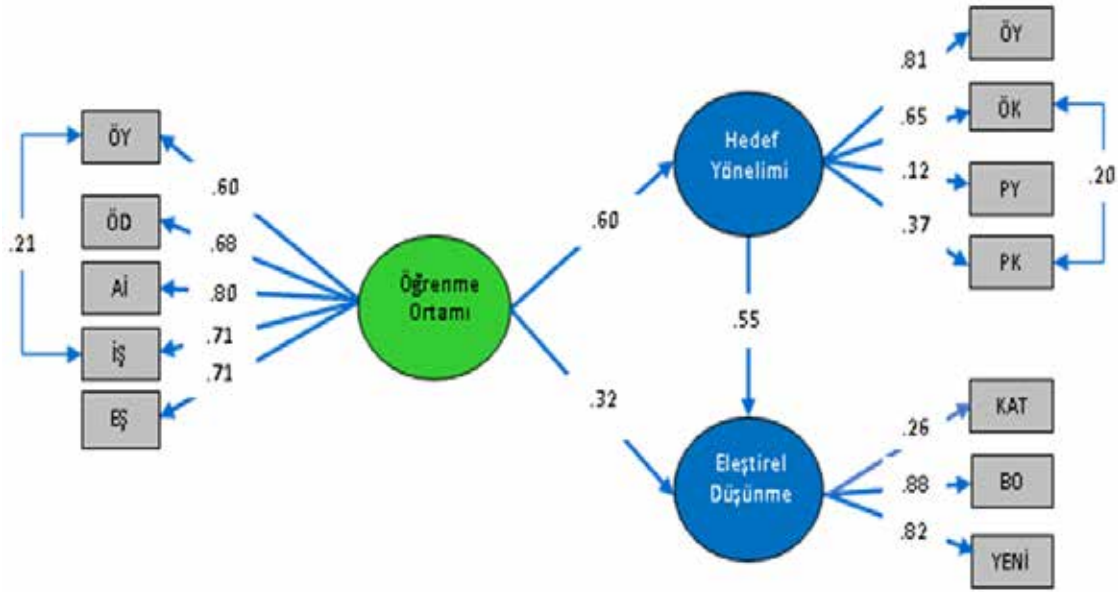 ÖY
ÖD
Aİ
İŞ
EŞ
.21
.60
.68
.80
.71
.71
Öğrenme
Ortamı
.60
.32
Hedef
Yönelimi
.55
Eleştirel
Düşünme
.81
.65
.12
.37
ÖY
ÖK
PY
PK
.20
.26
.88
.82
KAT
BO
YENİ